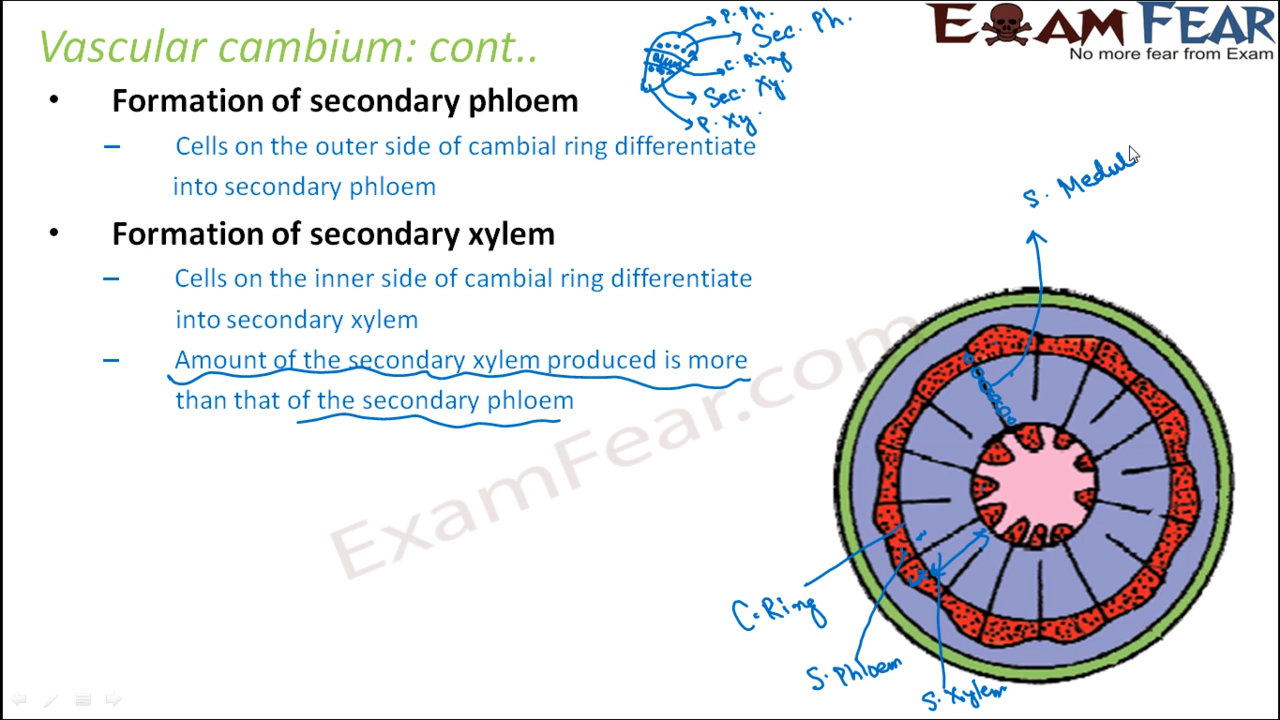 Vascular cambium: cont..
P. Ph.
Sec. Ph.
C. Ring
Sec. Xy.
P. Xy.
EXAM FEAR
No more fear from Exam
• Formation of secondary phloem
– Cells on the outer side of cambial ring differentiate
into secondary phloem
• Formation of secondary xylem
– Cells on the inner side of cambial ring differentiate
into secondary xylem
– Amount of the secondary xylem produced is more
than that of the secondary phloem
S. Medul
C. Ring
S. Phloem
S. Xylem
ExamFear.com